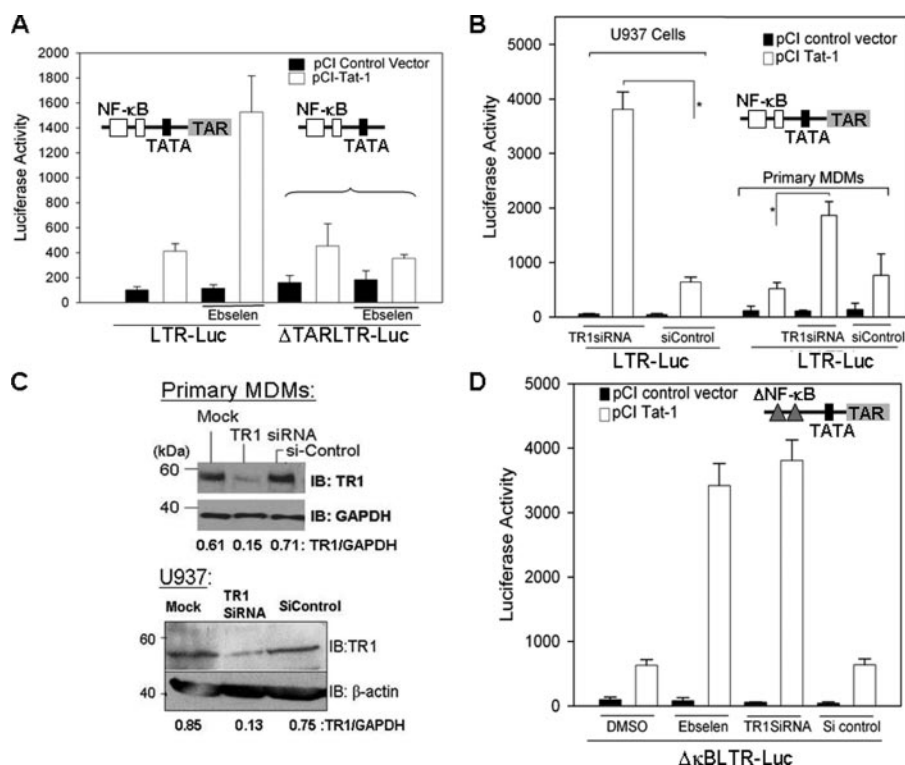 A
pCI Control Vector
pCI-Tat-1
Luciferase Activity
2000
1800
1600
1400
1200
1000
800
600
400
200
0
NF-κB
TATA
TAR
NF-κB
TATA
Ebselen
Ebselen
LTR-Luc
ΔTARLTR-Luc
B
U937 Cells
pCI control vector
pCI Tat-1
Luciferase Activity
5000
4000
3000
2000
1000
0
*
NF-κB
TATA
TAR
Primary MDMs
*
TR1siRNA
siControl
TR1siRNA
siControl
LTR-Luc
LTR-Luc
C
Primary MDMs:
Mock
TR1 siRNA
si-Control
(kDa)
60
IB: TR1
40
IB: GAPDH
0.61 0.15 0.71: TR1/GAPDH
U937:
Mock
TR1 SiControl
SiRNA
60
IB:TR1
40
IB: β-actin
0.85 0.13 0.75 :TR1/GAPDH
D
pCI control vector
pCI Tat-1
ΔNF-κB
TATA
TAR
Luciferase Activity
5000
4000
3000
2000
1000
0
DMSO
Ebselen
TR1SiRNA
Si control
ΔκBLTR-Luc